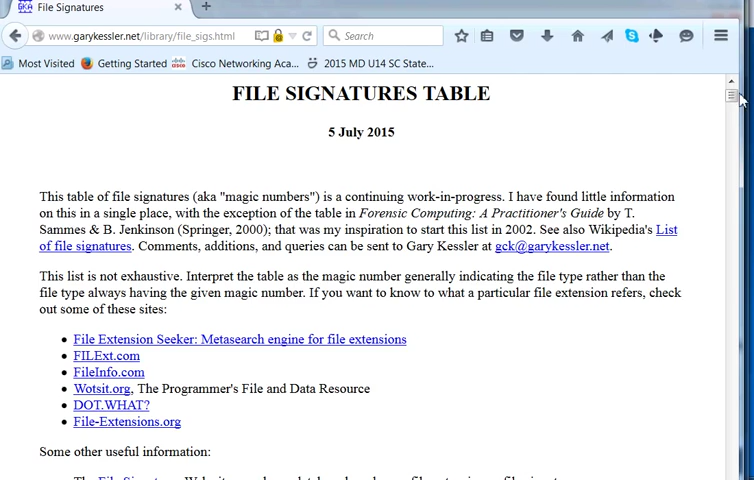 File Signatures
www.garykessler.net/library/file_sigs.html
Search
Most Visited
Getting Started
Cisco Networking Aca...
2015 MD U14 SC State...
FILE SIGNATURES TABLE
5 July 2015
This table of file signatures (aka "magic numbers") is a continuing work-in-progress. I have found little information
on this in a single place, with the exception of the table in Forensic Computing: A Practitioner's Guide by T.
Sammes & B. Jenkinson (Springer, 2000); that was my inspiration to start this list in 2002. See also Wikipedia's List
of file signatures. Comments, additions, and queries can be sent to Gary Kessler at gck@garykessler.net.
This list is not exhaustive. Interpret the table as the magic number generally indicating the file type rather than the
file type always having the given magic number. If you want to know to what a particular file extension refers, check
out some of these sites:
File Extension Seeker: Metasearch engine for file extensions
FILExt.com
FileInfo.com
Wotsit.org, The Programmer's File and Data Resource
DOT.WHAT?
File-Extensions.org
Some other useful information: